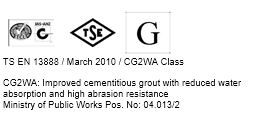 TSE
G
TS EN 13888 / March 2010 / CG2WA Class
CG2WA: Improved cementitious grout with reduced water
absorption and high abrasion resistance
Ministry of Public Works Pos. No: 04.013/2